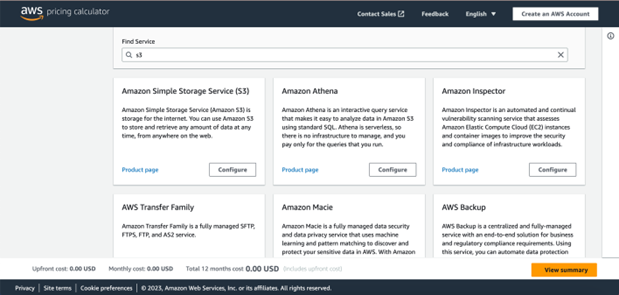 aws pricing calculator
Contact Sales
Feedback
English
Create an AWS Account
Find Service
s3
Amazon Simple Storage Service (S3)
Amazon Simple Storage Service (Amazon S3) is
storage for the internet. You can use Amazon S3
to store and retrieve any amount of data at any
time, from anywhere on the web.
Product page
Configure
Amazon Athena
Amazon Athena is an interactive query service
that makes it easy to analyze data in Amazon S3
using standard SQL. Athena is serverless, so
there is no infrastructure to manage, and you
pay only for the queries that you run.
Product page
Configure
Amazon Inspector
Amazon Inspector is an automated and continual
vulnerability scanning service that assesses
Amazon Elastic Compute Cloud (EC2) instances
and container images to improve the security
and compliance of infrastructure workloads.
Product page
Configure
AWS Transfer Family
Amazon Transfer Family is a fully managed SFTP,
FTPS, FTP, and AS2 service.
Amazon Macie
Amazon Macie is a fully managed data security
and data privacy service that uses machine
learning and pattern matching to discover and
protect your sensitive data in AWS. With Amazon
AWS Backup
AWS Backup is a centralized and fully-managed
service with an end-to-end solution for business
and regulatory compliance requirements. Using
this service, you can automate data protection
Upfront cost: 0.00 USD
Monthly cost: 0.00 USD
Total 12 months cost 0.00 USD (Includes upfront cost)
View summary
Privacy | Site terms | Cookie preferences | © 2023, Amazon Web Services, Inc. or its affiliates. All rights reserved.